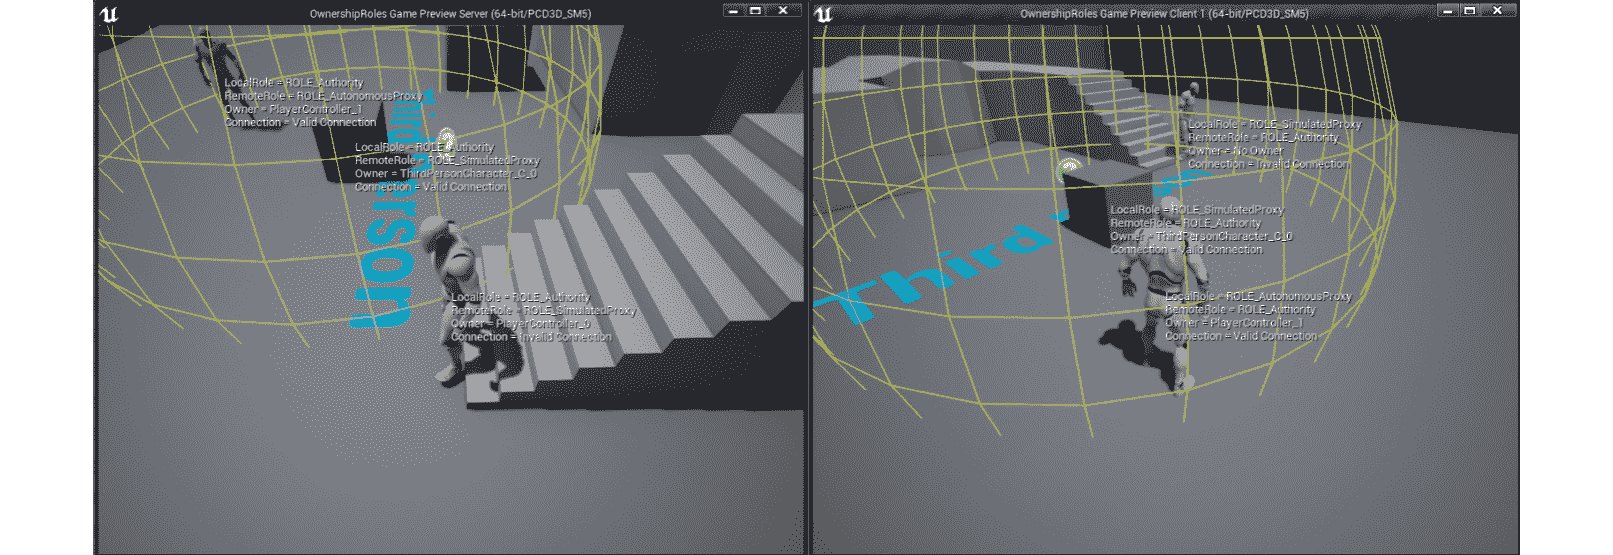 OwnershipRoles Game Preview Server (64-bit/PCD3D_SM5)
LocalRole = ROLE_Authority
RemoteRole = ROLE_AutonomousProxy
Owner = PlayerController_1
Connection = Valid Connection
LocalRole = ROLE_Authority
RemoteRole = ROLE_SimulatedProxy
Owner = ThirdPersonCharacter_C_0
Connection = Valid Connection
ThirdPerson
LocalRole = ROLE_Authority
RemoteRole = ROLE_SimulatedProxy
Owner = PlayerController_0
Connection = Invalid Connection
OwnershipRoles Game Preview Client 1 (64-bit/PCD3D_SM5)
LocalRole = ROLE_SimulatedProxy
RemoteRole = ROLE_Authority
Owner = No Owner
Connection = Invalid Connection
LocalRole = ROLE_SimulatedProxy
RemoteRole = ROLE_Authority
Owner = ThirdPersonCharacter_C_0
Connection = Valid Connection
Third
LocalRole = ROLE_AutonomousProxy
RemoteRole = ROLE_Authority
Owner = PlayerController_1
Connection = Valid Connection